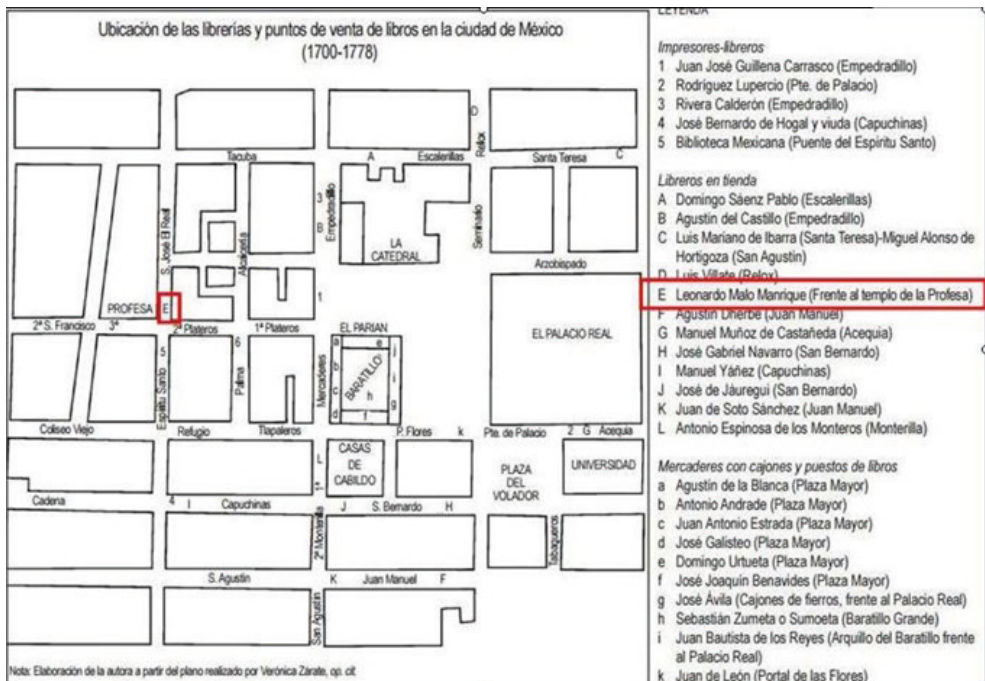 Ubicación de las librerías y puntos de venta de libros en la ciudad de México
(1700-1778)
D
Relox
Tacuba
A
Escalerillas
Santa Teresa
C
S. José El Real
Alcaicería
3
Empedradillo
B
LA
CATEDRAL
Seminario
Arzobispado
PROFESA
E
1
2ª S. Francisco
3ª
2ª Plateros
1ª Plateros
EL PARIAN
EL PALACIO REAL
5
6
a
e
j
b
BARATILLO
c
i
h
d
f
g
Espíritu Santo
Palma
Mercaderes
Coliseo Viejo
Refugio
Tlapaleros
P. Flores
k
Pte. de Palacio
2
G
Acequia
L
1ª
CASAS
DE
CABILDO
PLAZA
DEL
VOLADOR
UNIVERSIDAD
Cadena
4
I
Capuchinas
J
S. Bernardo
H
2ª Monterilla
Tabaqueros
S. Agustín
K
Juan Manuel
F
San Agustín
Nota: Elaboración de la autora a partir del plano realizado por Verónica Zárate, op. cit.
LEYENDA
Impresores-libreros
1 Juan José Guillena Carrasco (Empedradillo)
2 Rodríguez Lupercio (Pte. de Palacio)
3 Rivera Calderón (Empedradillo)
4 José Bernardo de Hogal y viuda (Capuchinas)
5 Biblioteca Mexicana (Puente del Espíritu Santo)
Libreros en tienda
A Domingo Sáenz Pablo (Escalerillas)
B Agustín del Castillo (Empedradillo)
C Luis Mariano de Ibarra (Santa Teresa)-Miguel Alonso de
Hortigoza (San Agustín)
D Luis Villate (Relox)
E Leonardo Malo Manrique (Frente al templo de la Profesa)
F Agustín Dherbe (Juan Manuel)
G Manuel Muñoz de Castañeda (Acequia)
H José Gabriel Navarro (San Bernardo)
I Manuel Yáñez (Capuchinas)
J José de Jáuregui (San Bernardo)
K Juan de Soto Sánchez (Juan Manuel)
L Antonio Espinosa de los Monteros (Monterilla)
Mercaderes con cajones y puestos de libros
a Agustín de la Blanca (Plaza Mayor)
b Antonio Andrade (Plaza Mayor)
c Juan Antonio Estrada (Plaza Mayor)
d José Galisteo (Plaza Mayor)
e Domingo Urtueta (Plaza Mayor)
f José Joaquín Benavides (Plaza Mayor)
g José Ávila (Cajones de fierros, frente al Palacio Real)
h Sebastián Zumeta o Sumoeta (Baratillo Grande)
i Juan Bautista de los Reyes (Arquillo del Baratillo frente
al Palacio Real)
k Juan de León (Portal de las Flores)